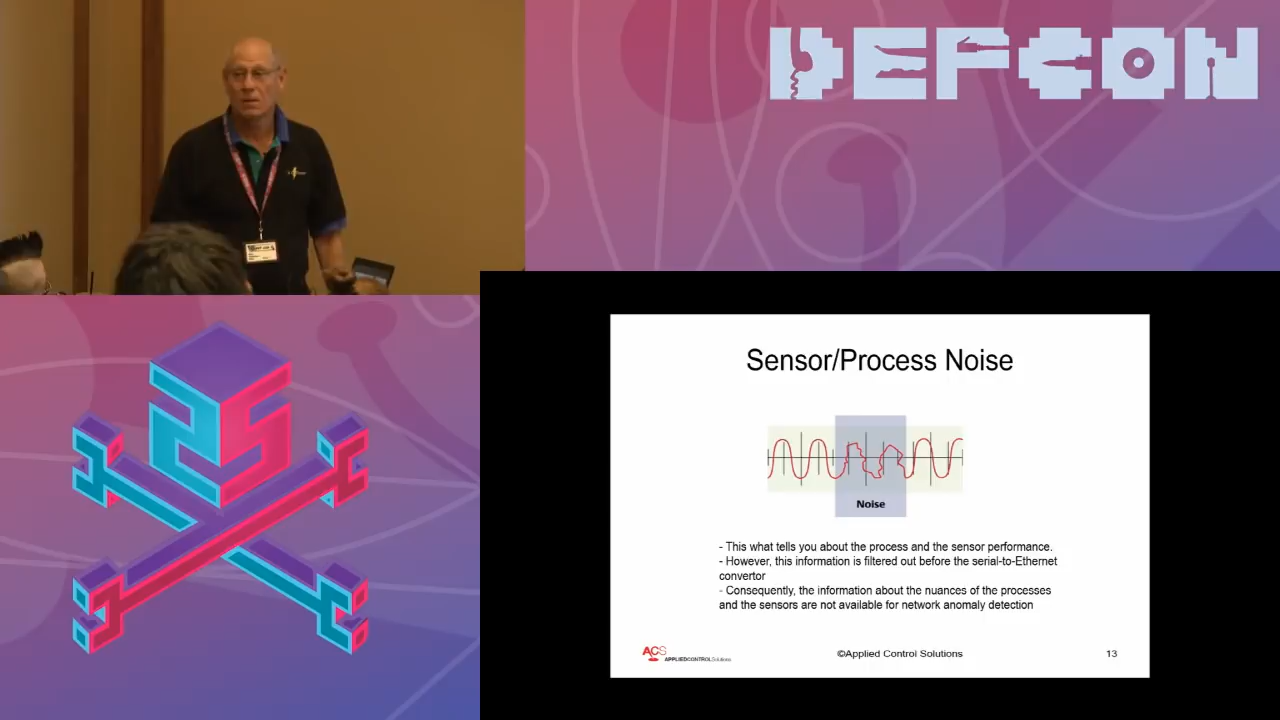 DEFCON
Sensor/Process Noise
Noise
- This what tells you about the process and the sensor performance.
- However, this information is filtered out before the serial-to-Ethernet
convertor
- Consequently, the information about the nuances of the processes
and the sensors are not available for network anomaly detection
ACS
APPLIEDCONTROLSolutions
©Applied Control Solutions
13